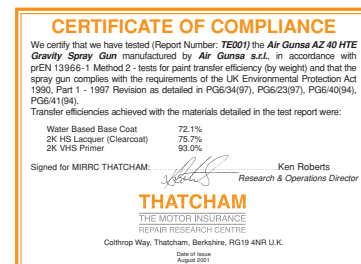 CERTIFICATE OF COMPLIANCE
We certify that we have tested (Report Number: TE001) the Air Gunsa AZ 40 HTE
Gravity Spray Gun manufactured by Air Gunsa s.r.l., in accordance with
prEN 13966-1 Method 2 - tests for paint transfer efficiency (by weight) and that the
spray gun complies with the requirements of the UK Environmental Protection Act
1990, Part 1 - 1997 Revision as detailed in PG6/34(97), PG6/23(97), PG6/40(94),
PG6/41(94).
Transfer efficiencies achieved with the materials detailed in the test report were:
Water Based Base Coat 72.1%
2K HS Lacquer (Clearcoat) 75.7%
2K VHS Primer 93.0%
Signed for MIRRC THATCHAM: Ken Roberts
Research & Operations Director
THATCHAM
THE MOTOR INSURANCE
REPAIR RESEARCH CENTRE
Colthrop Way, Thatcham, Berkshire, RG19 4NR U.K.
Date of Issue
August 2001